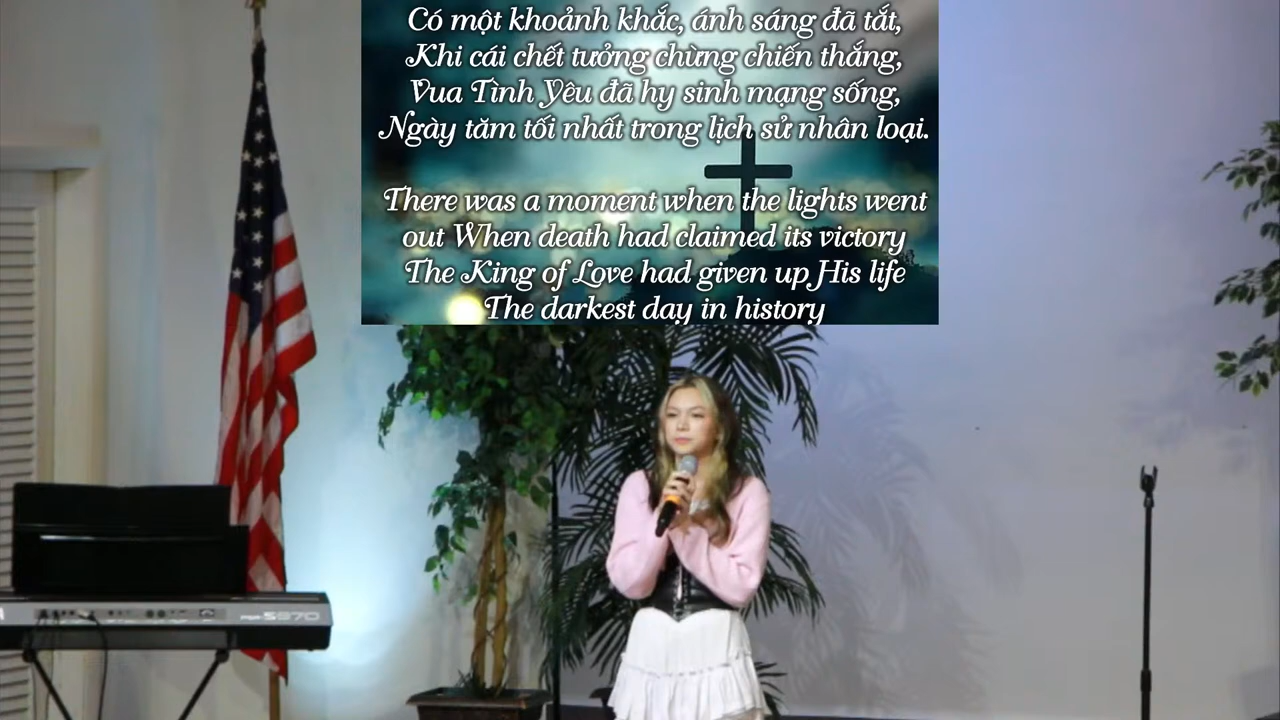 Có một khoảnh khắc, ánh sáng đã tắt,
Khi cái chết tưởng chừng chiến thắng,
Vua Tình Yêu đã hy sinh mạng sống,
Ngày tăm tối nhất trong lịch sử nhân loại.
There was a moment when the lights went
out When death had claimed its victory
The King of Love had given up His life
The darkest day in history
PSR-S970